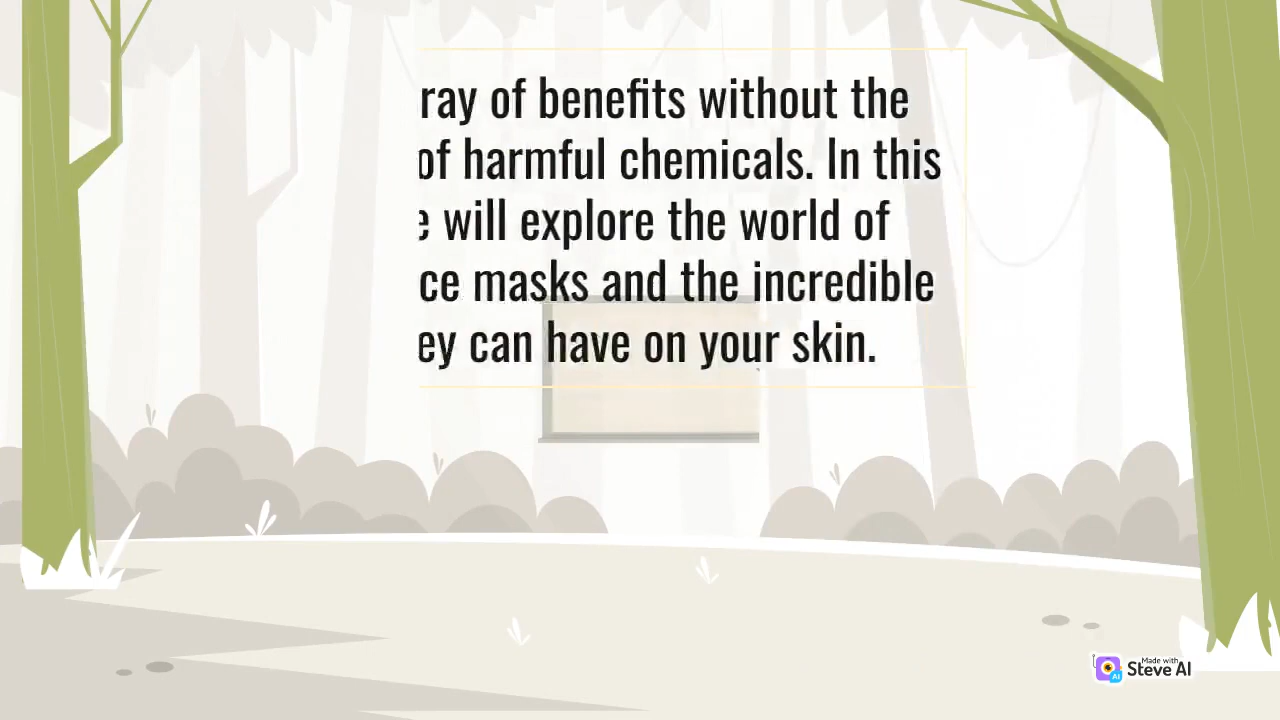 ray of benefits without the
of harmful chemicals. In this
will explore the world of
ce masks and the incredible
ey can have on your skin.
Made with
Steve AI
AI